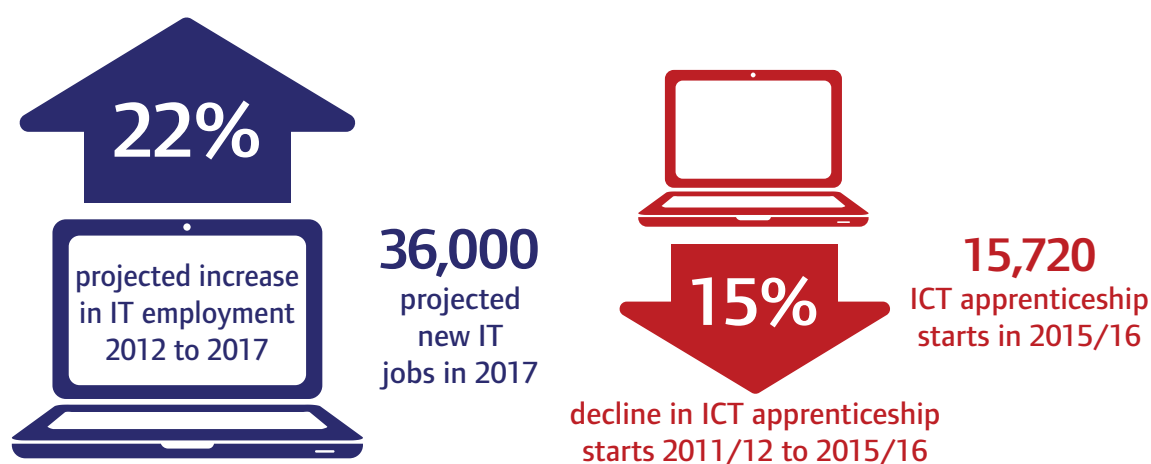 22%
projected increase
in IT employment
2012 to 2017
36,000
projected
new IT
jobs in 2017
15%
decline in ICT apprenticeship
starts 2011/12 to 2015/16
15,720
ICT apprenticeship
starts in 2015/16